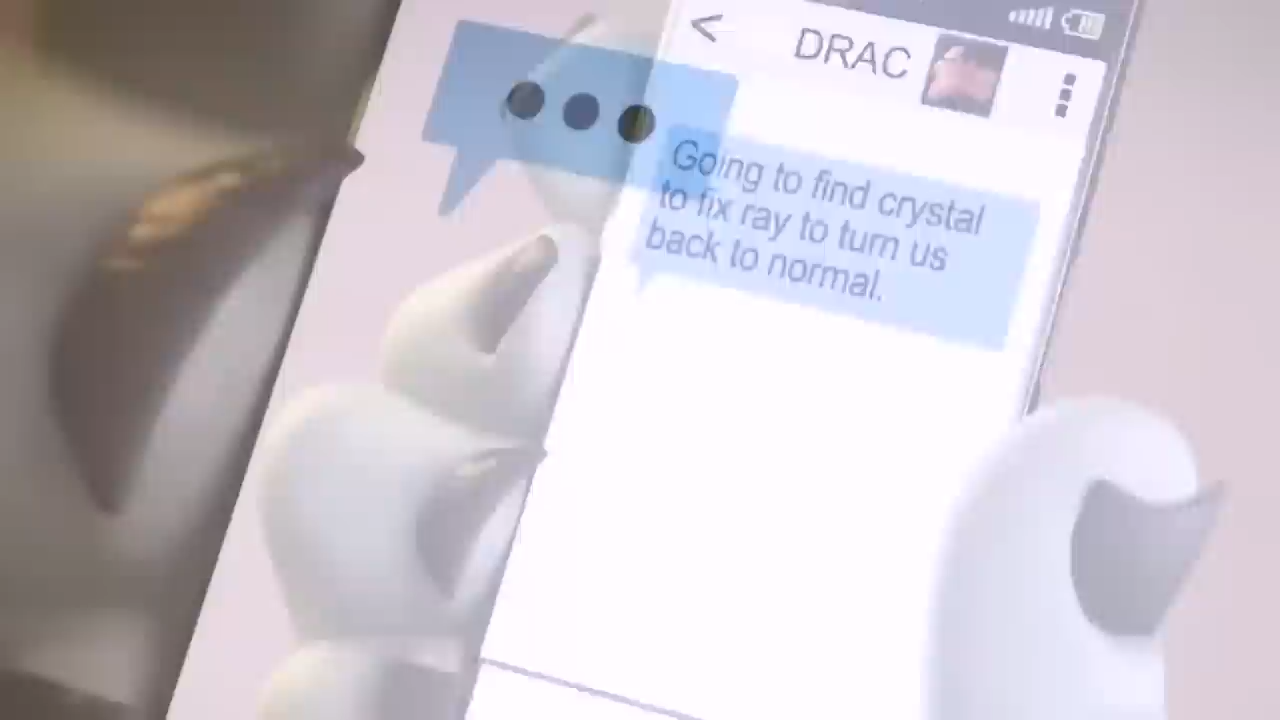 <
DRAC
Going to find crystal
to fix ray to turn us
back to normal.